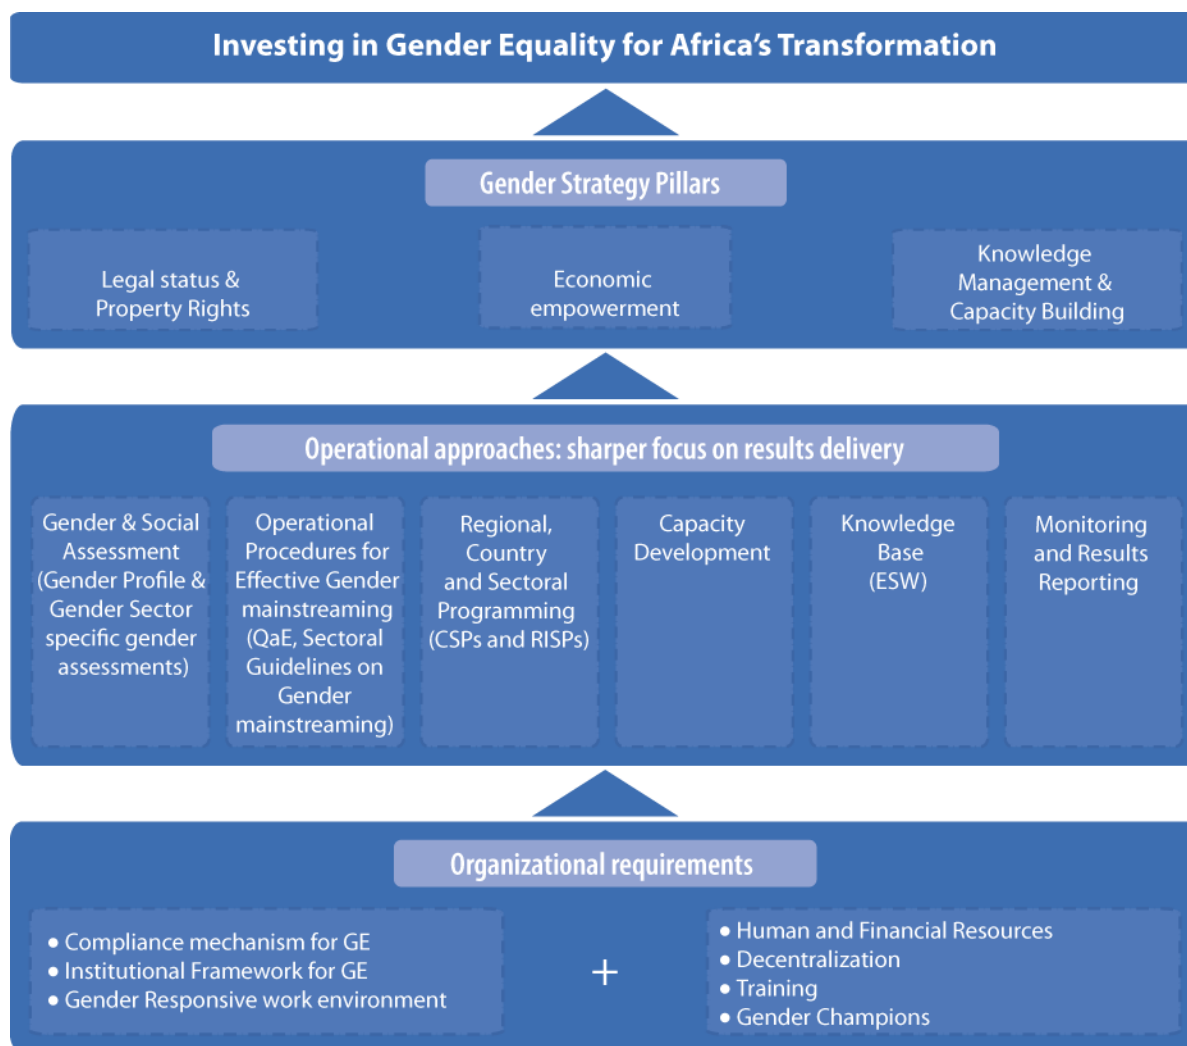 Investing in Gender Equality for Africa’s Transformation
Gender Strategy Pillars
Legal status &
Property Rights
Economic
empowerment
Knowledge
Management &
Capacity Building
Operational approaches: sharper focus on results delivery
Gender & Social
Assessment
(Gender Profile &
Gender Sector
specific gender
assessments)
Operational
Procedures for
Effective Gender
mainstreaming
(QaE, Sectoral
Guidelines on
Gender
mainstreaming)
Regional,
Country
and Sectoral
Programming
(CSPs and RISPs)
Capacity
Development
Knowledge
Base
(ESW)
Monitoring
and Results
Reporting
Organizational requirements
● Compliance mechanism for GE
● Institutional Framework for GE
● Gender Responsive work environment
+
● Human and Financial Resources
● Decentralization
● Training
● Gender Champions